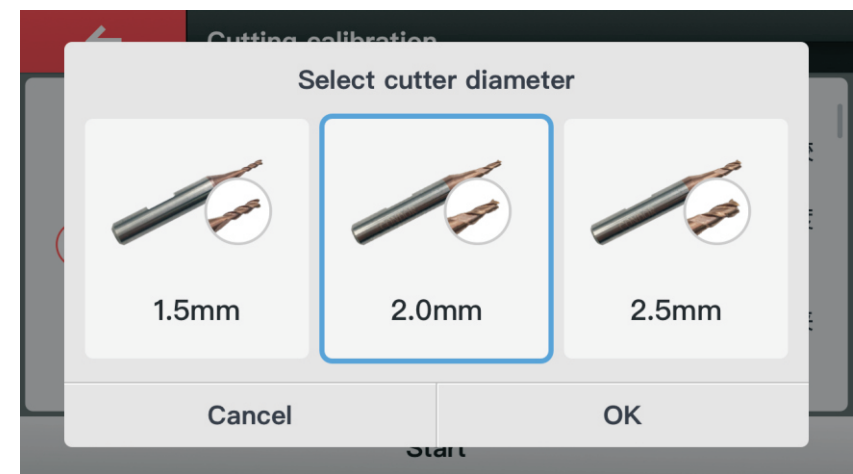 Cutting calibration
Select cutter diameter
1.5mm
2.0mm
2.5mm
Cancel
OK
Start